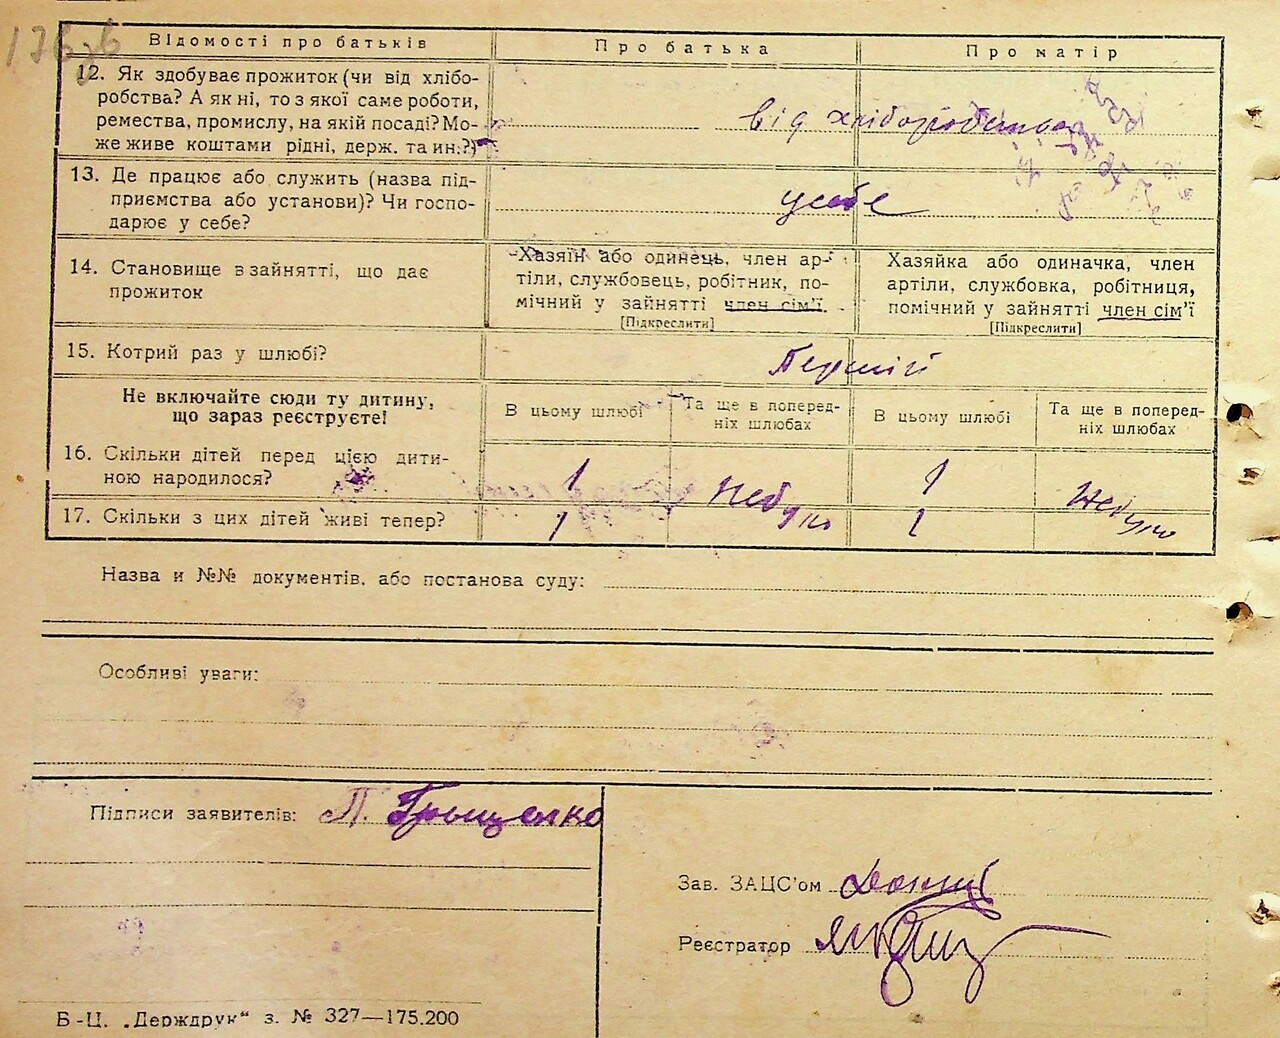 Відомості про батьків Про батька Про матір
12. Як здобуває прожиток (чи від хлібо-
робства? А як ні, то з якої саме роботи,
ремества, промислу, на якій посаді? Мо-
же живе коштами рідні, держ. та ин.?)
від хліборобства
13. Де працює або служить (назва під-
приємства або установи)? Чи госпо-
дарює у себе?
усебе
14. Становище в зайнятті, що дає
прожиток
Хазяїн або одинець, член ар-
тіли, службовець, робітник, по-
мічний у зайнятті член сім'ї
[Підкреслити]
Хазяйка або одиначка, член
артіли, службовка, робітниця,
помічний у зайнятті член сім'ї
[Підкреслити]
15. Котрий раз у шлюбі?
Не включайте сюди ту дитину,
що зараз реєструєте!
В цьому шлюбі
Та ще в поперед-
ніх шлюбах
В цьому шлюбі
Та ще в поперед-
ніх шлюбах
16. Скільки дітей перед цією дити-
ною народилося?
1 1
17. Скільки з цих дітей живі тепер?
1 1
Назва и №№ документів, або постанова суду:
Особливі уваги:
Підписи заявителів: П. Грищенко
Зав. ЗАЦС'ом
Реєстратор
Б-Ц. „Держдрук“ з. № 327—175.200